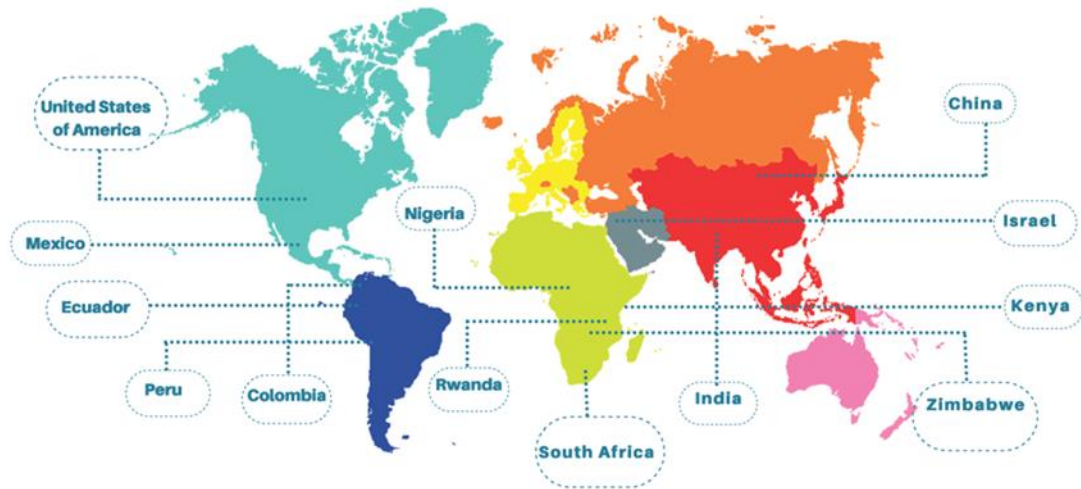 United States
of America
China
Nigeria
Israel
Mexico
Ecuador
Kenya
Peru
Colombia
Rwanda
India
Zimbabwe
South Africa